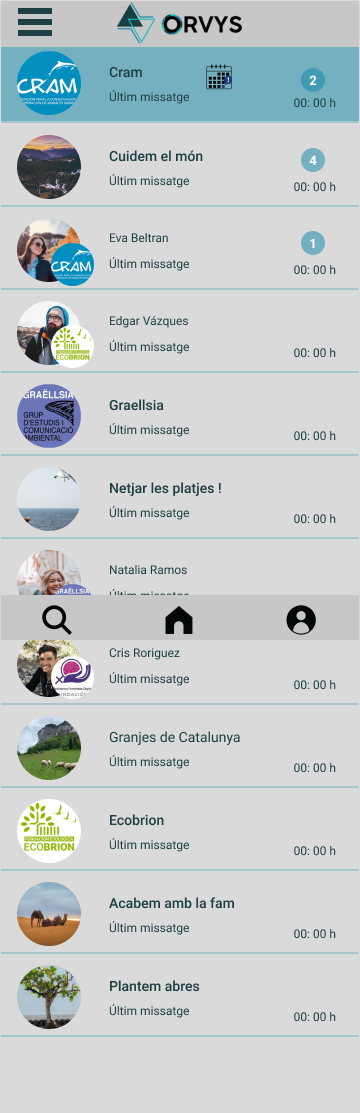 ORVYS
CRAM
Cram
Últim missatge
2
00: 00 h
Cuidem el món
Últim missatge
4
00: 00 h
CRAM
Eva Beltran
Últim missatge
1
00: 00 h
ECOBRION
Edgar Vázques
Últim missatge
00: 00 h
GRAËLLSIA
GRUP
D'ESTUDIS I
COMUNICACIÓ
AMBIENTAL
Graellsia
Últim missatge
00: 00 h
Netjar les platjes !
Últim missatge
00: 00 h
GRAËLLSIA
Natalia Ramos
Últim missatge
Cris Roriguez
Últim missatge
00: 00 h
Granjes de Catalunya
Últim missatge
00: 00 h
FUNDACIÓN ECOLÓGICA
ECOBRION
Ecobrion
Últim missatge
00: 00 h
Acabem amb la fam
Últim missatge
00: 00 h
Plantem abres
Últim missatge
00: 00 h